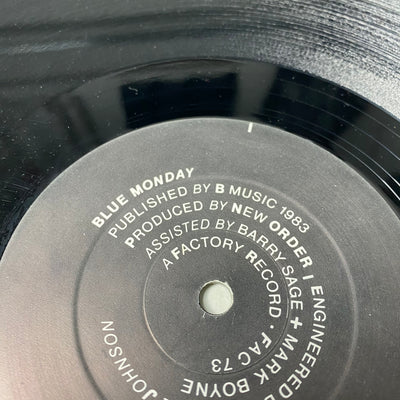 BLUE MONDAY
PUBLISHED BY B MUSIC 1983
PRODUCED BY NEW ORDER | ENGINEERED B
E JOHNSON
ASSISTED BY BARRY SAGE + MARK BOYNE
A FACTORY RECORD · FAC 73